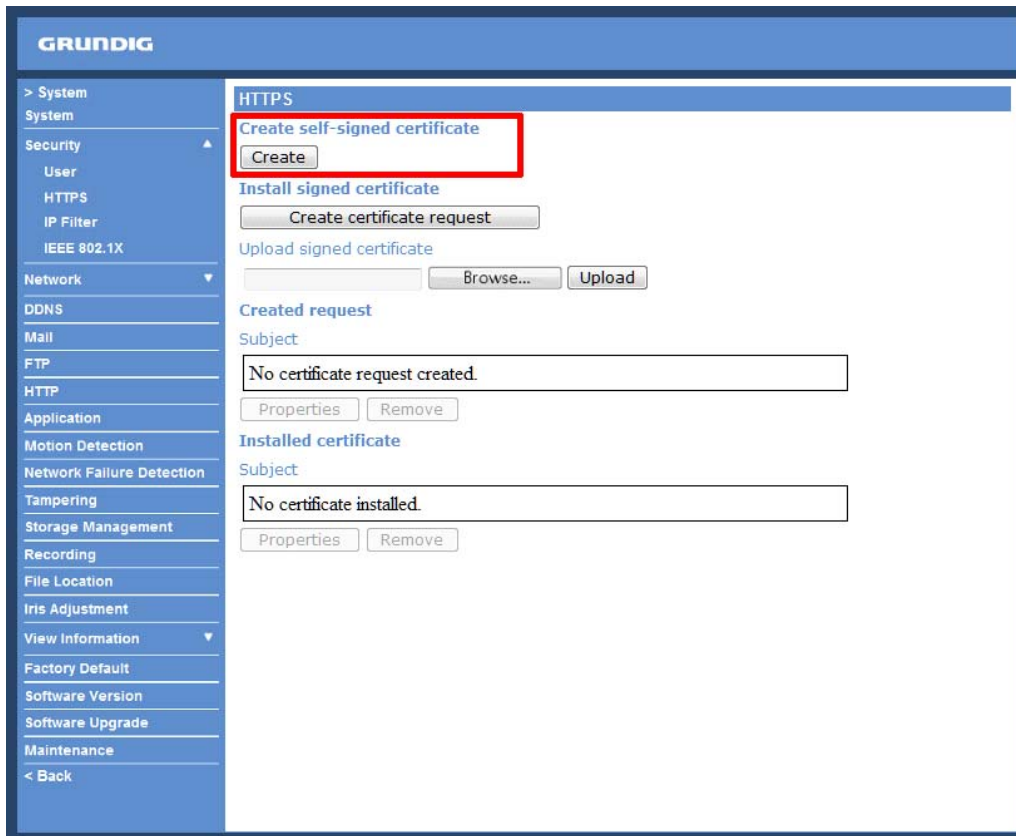 GRUNDIG
> System
System
Security
User
HTTPS
IP Filter
IEEE 802.1X
Network
DDNS
Mail
FTP
HTTP
Application
Motion Detection
Network Failure Detection
Tampering
Storage Management
Recording
File Location
Iris Adjustment
View Information
Factory Default
Software Version
Software Upgrade
Maintenance
< Back
HTTPS
Create self-signed certificate
Create
Install signed certificate
Create certificate request
Upload signed certificate
Browse... Upload
Created request
Subject
No certificate request created.
Properties Remove
Installed certificate
Subject
No certificate installed.
Properties Remove